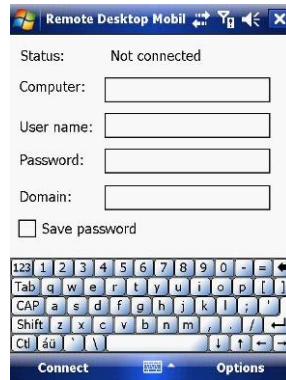 Remote Desktop Mobil
Status: Not connected
Computer:
User name:
Password:
Domain:
Save password
123 1 2 3 4 5 6 7 8 9 0 - =
Tab q w e r t y u i o p [ ]
CAP a s d f g h j k l ; '
Shift z x c v b n m , . /
Ctl áü ` \
Connect Options